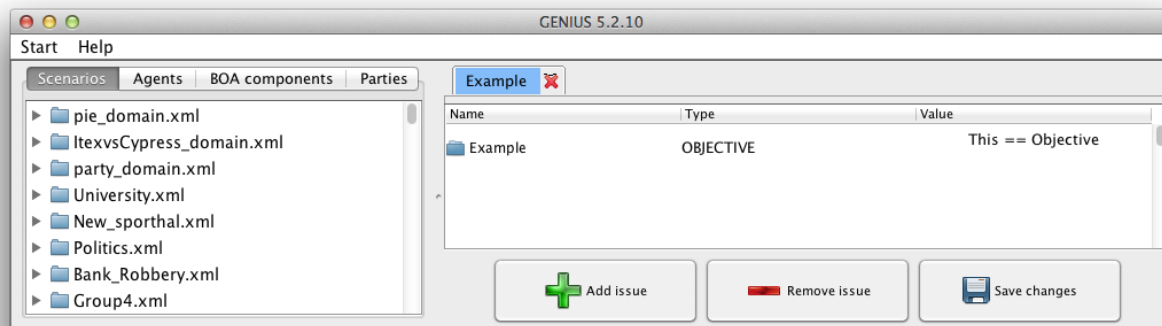 GENIUS 5.2.10
Start Help
Scenarios Agents BOA components Parties
pie_domain.xml
ItexvsCypress_domain.xml
party_domain.xml
University.xml
New_sporthal.xml
Politics.xml
Bank_Robbery.xml
Group4.xml
Example
Name Type Value
Example OBJECTIVE This == Objective
Add issue Remove issue Save changes